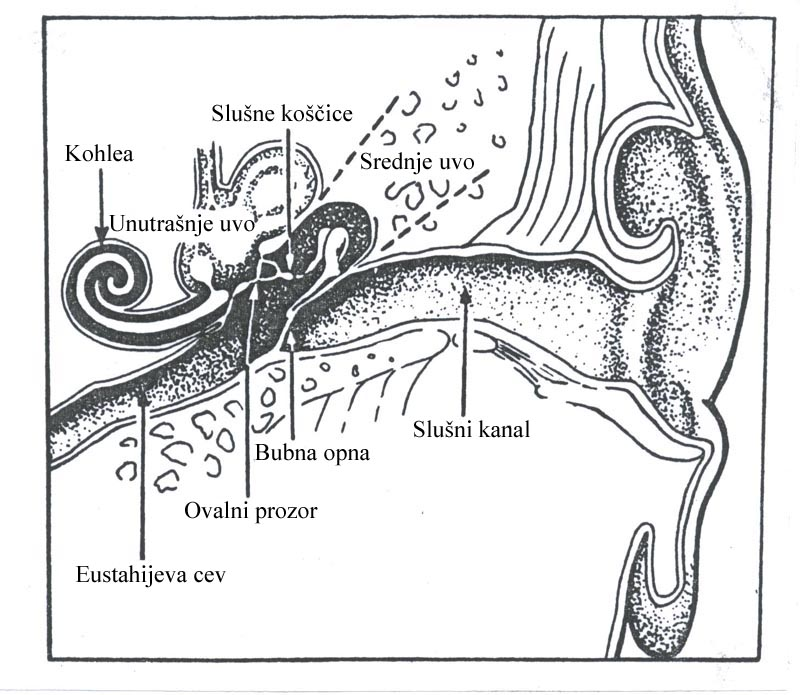 Slušne koščice
Kohlea
Srednje uvo
Unutrašnje uvo
Slušni kanal
Bubna opna
Ovalni prozor
Eustahijeva cev